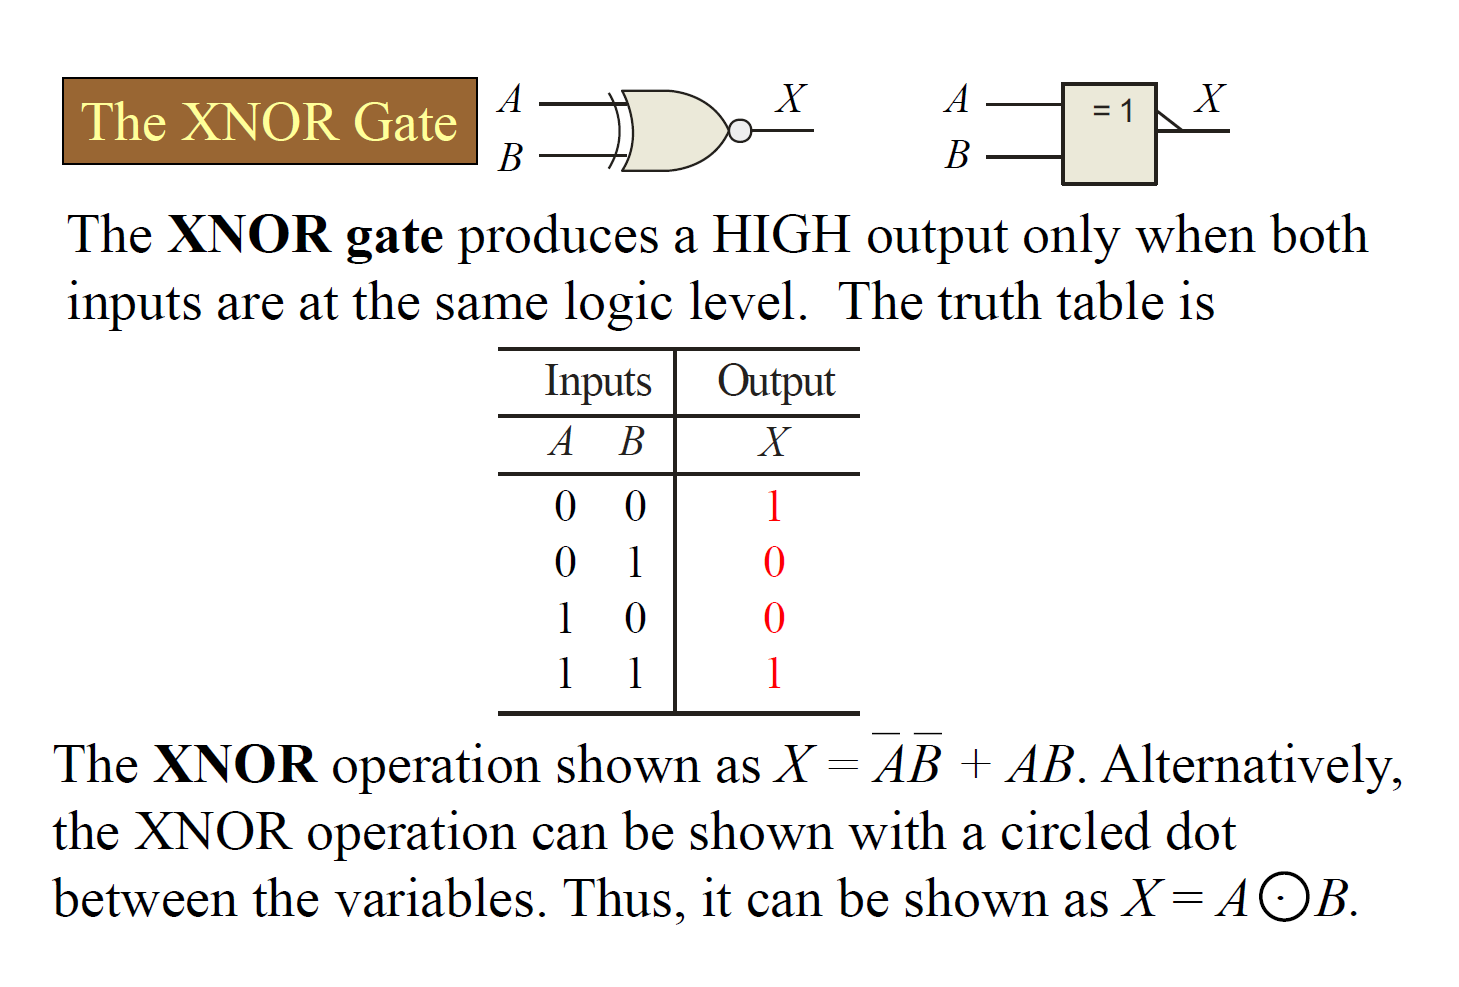 The XNOR Gate
A
B
X
A
B
= 1
X
The XNOR gate produces a HIGH output only when both
inputs are at the same logic level. The truth table is
Inputs Output
A B X
0 0 1
0 1 0
1 0 0
1 1 1
The XNOR operation shown as X = A̅ B̅ + AB. Alternatively,
the XNOR operation can be shown with a circled dot
between the variables. Thus, it can be shown as X = A ⊙ B.